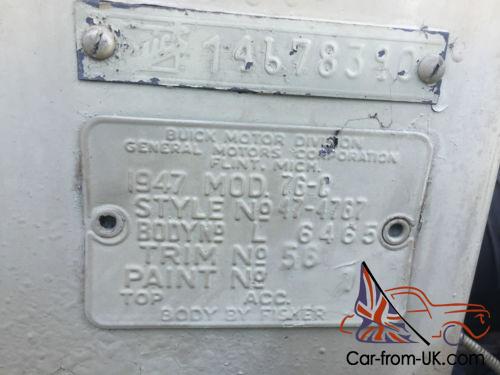 14678340
BUICK MOTOR DIVISION
GENERAL MOTORS CORPORATION
FLINT MICH.
1947 MOD. 76-C
STYLE NO 47-4767
BODY NO L 6465
TRIM NO 56
PAINT NO
TOP ACC.
BODY BY FISHER
Car-from-UK.com